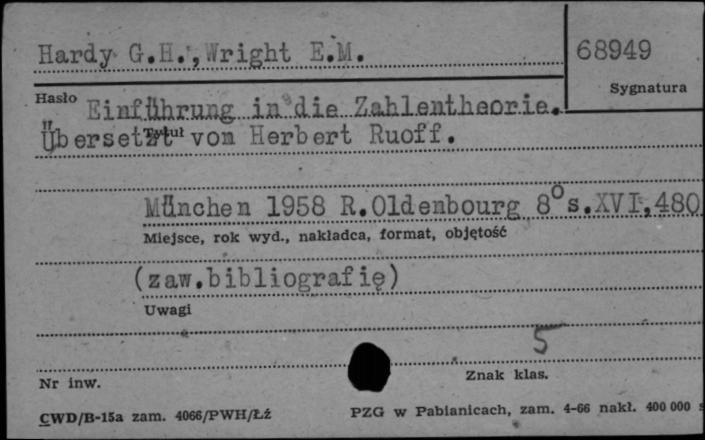 Hardy G.H., Wright E.M.
68949
Sygnatura
Hasło
Einführung in die Zahlentheorie.
Übersetzt von Herbert Ruoff.
Tytuł
München 1958 R.Oldenbourg 8° s.XVI,480
Miejsce, rok wyd., nakładca, format, objętość
(zaw.bibliografię)
Uwagi
5
Nr inw.
Znak klas.
CWD/B-15a zam. 4066/PWH/Łź
PZG w Pabianicach, zam. 4-66 nakł. 400 000 s